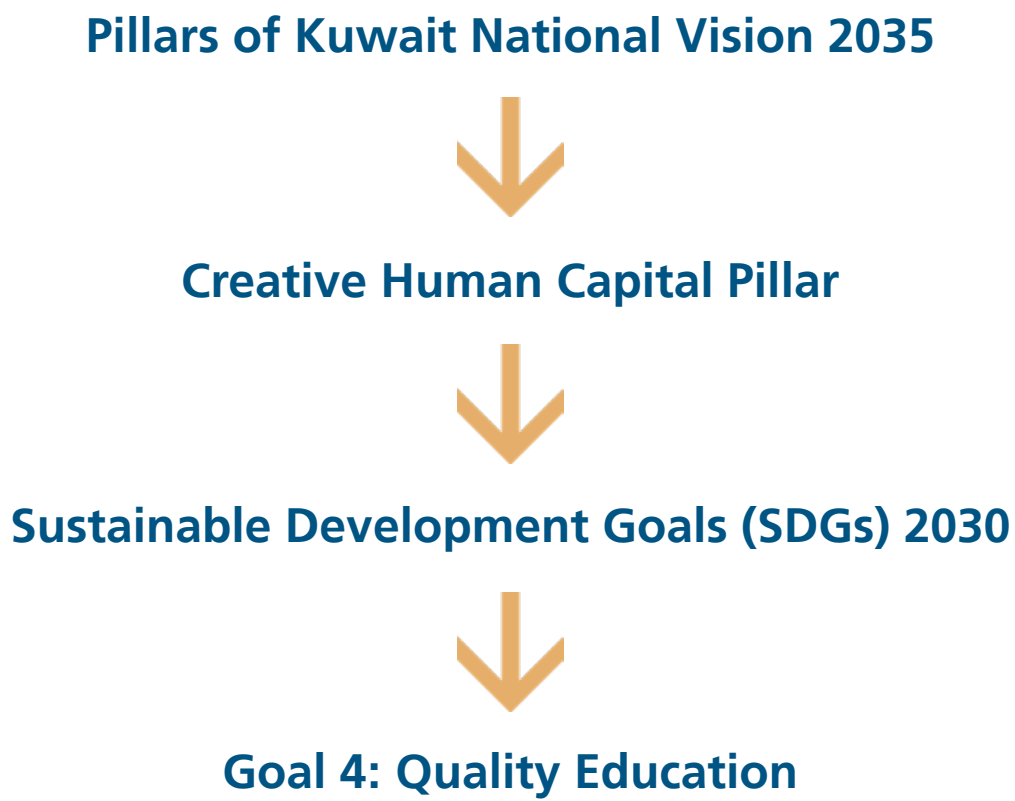 Pillars of Kuwait National Vision 2035
Creative Human Capital Pillar
Sustainable Development Goals (SDGs) 2030
Goal 4: Quality Education